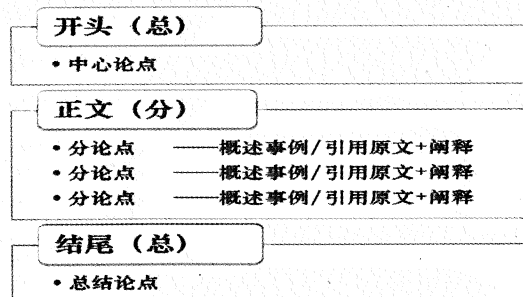 开头（总）
•中心论点
正文（分）
•分论点 ——概述事例/引用原文+阐释
•分论点 ——概述事例/引用原文+阐释
•分论点 ——概述事例/引用原文+阐释
结尾（总）
•总结论点